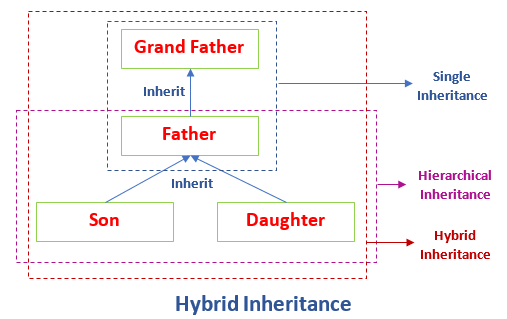 Grand Father
Inherit
Single
Inheritance
Father
Inherit
Hierarchical
Inheritance
Son
Daughter
Hybrid
Inheritance
Hybrid Inheritance